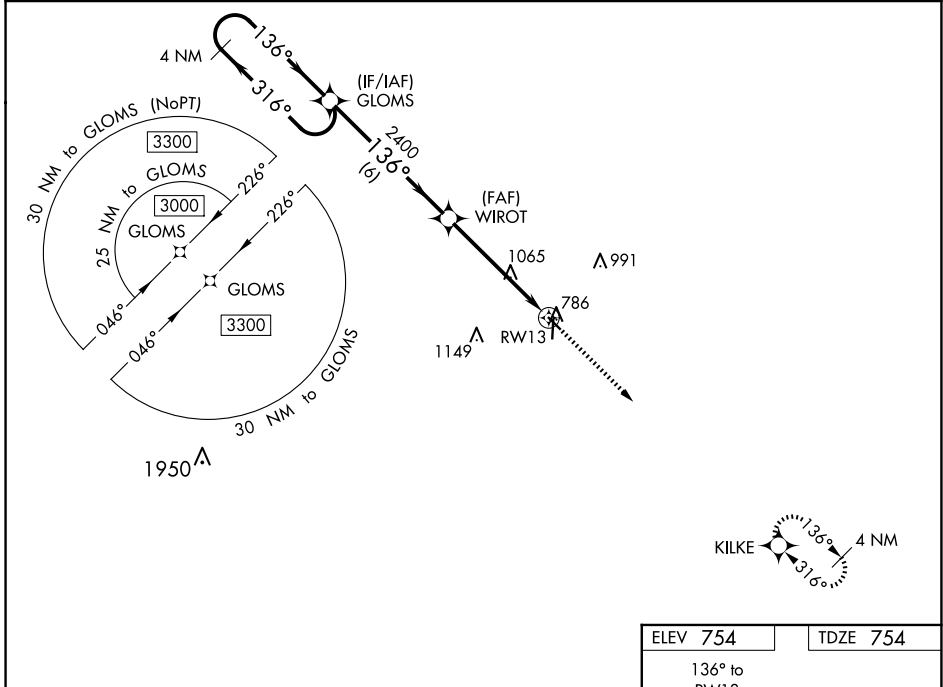 136°
4 NM
316°
(IF/IAF)
GLOMS
2400
136°
(6)
(FAF)
WIROT
30 NM to GLOMS (NoPT)
3300
25 NM to GLOMS
3000
GLOMS
226°
046°
226°
GLOMS
3300
046°
30 NM to GLOMS
1065
991
786
RW13
1149
1950
KILKE
136°
4 NM
316°
ELEV 754
TDZE 754
136° to
RW13